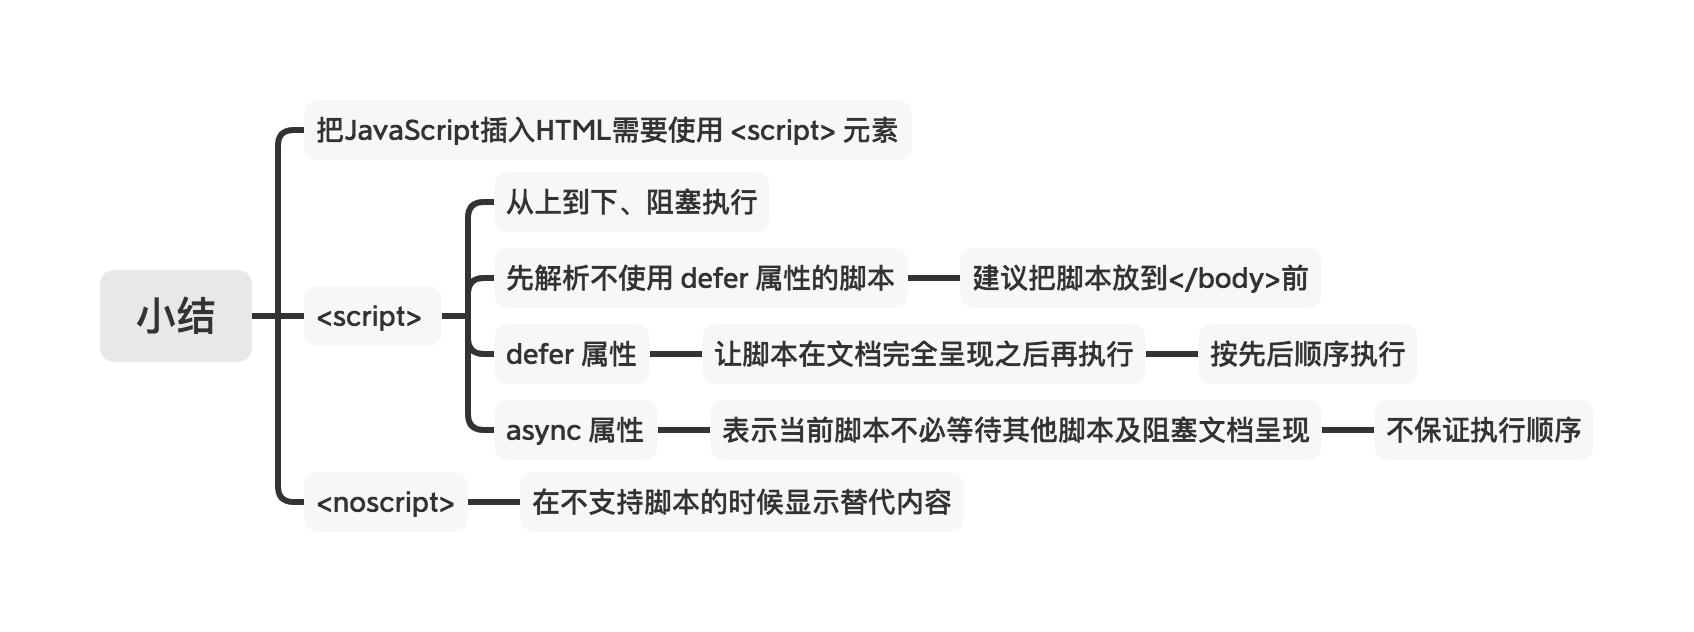 小结
把JavaScript插入HTML需要使用 <script> 元素
<script>
从上到下、阻塞执行
先解析不使用 defer 属性的脚本
建议把脚本放到</body>前
defer 属性
让脚本在文档完全呈现之后再执行
按先后顺序执行
async 属性
表示当前脚本不必等待其他脚本及阻塞文档呈现
不保证执行顺序
<noscript>
在不支持脚本的时候显示替代内容